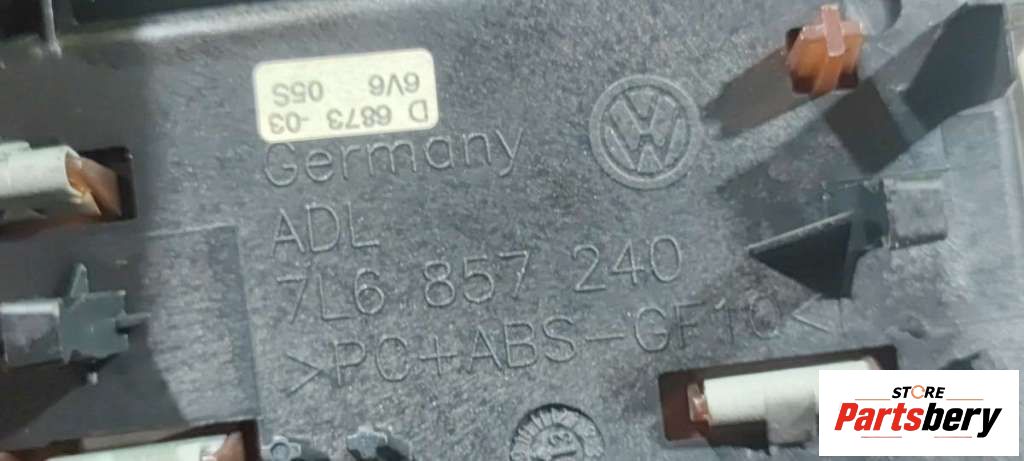 D 6873 -03
6V6 05S
Germany
ADL
7L6 857 240
>PC+ABS-GF10<
STORE
Partsbery